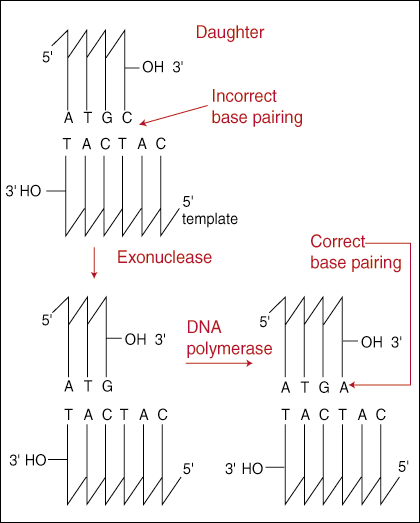 Daughter
5'
OH 3'
Incorrect
base pairing
A T G C
T A C T A C
3' HO
5'
template
Exonuclease
Correct
base pairing
5'
OH 3'
DNA
polymerase
5'
OH 3'
A T G
A T G A
T A C T A C
T A C T A C
3' HO
5'
3' HO
5'